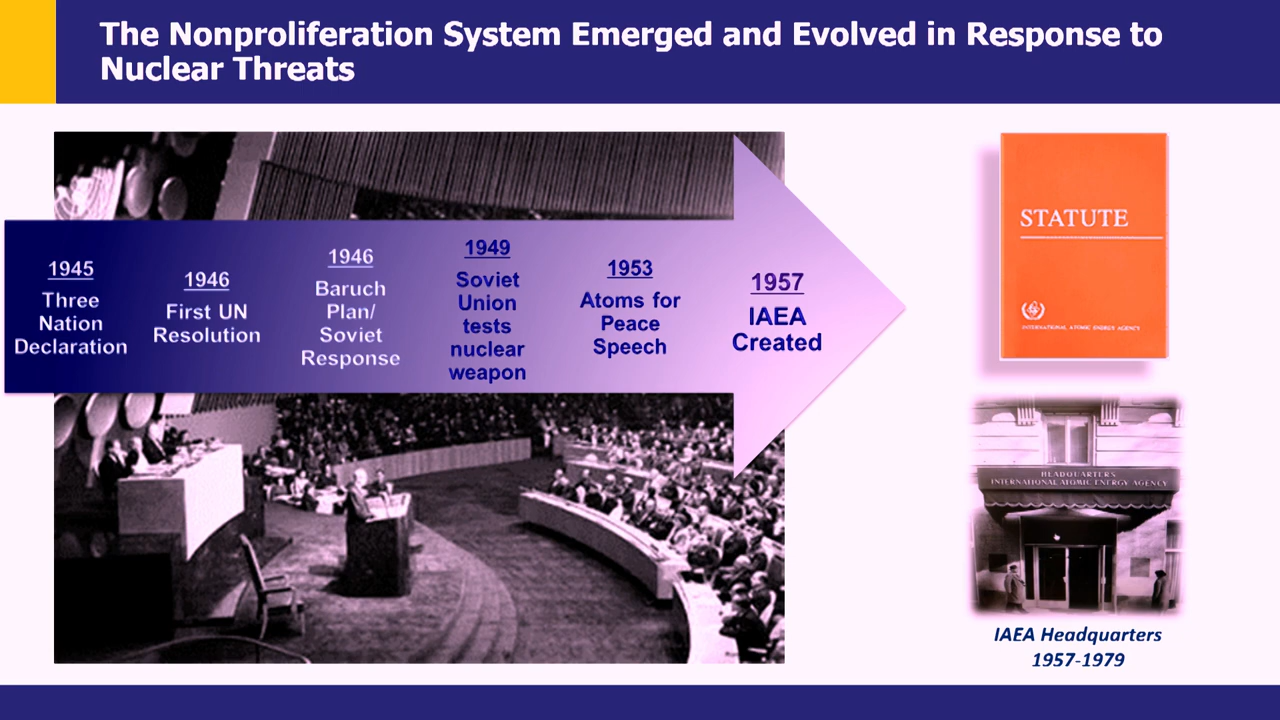 The Nonproliferation System Emerged and Evolved in Response to
Nuclear Threats
1945
Three
Nation
Declaration
1946
First UN
Resolution
1946
Baruch
Plan/
Soviet
Response
1949
Soviet
Union
tests
nuclear
weapon
1953
Atoms for
Peace
Speech
1957
IAEA
Created
STATUTE
INTERNATIONAL ATOMIC ENERGY AGENCY
HEADQUARTERS
INTERNATIONAL ATOMIC ENERGY AGENCY
IAEA Headquarters
1957-1979